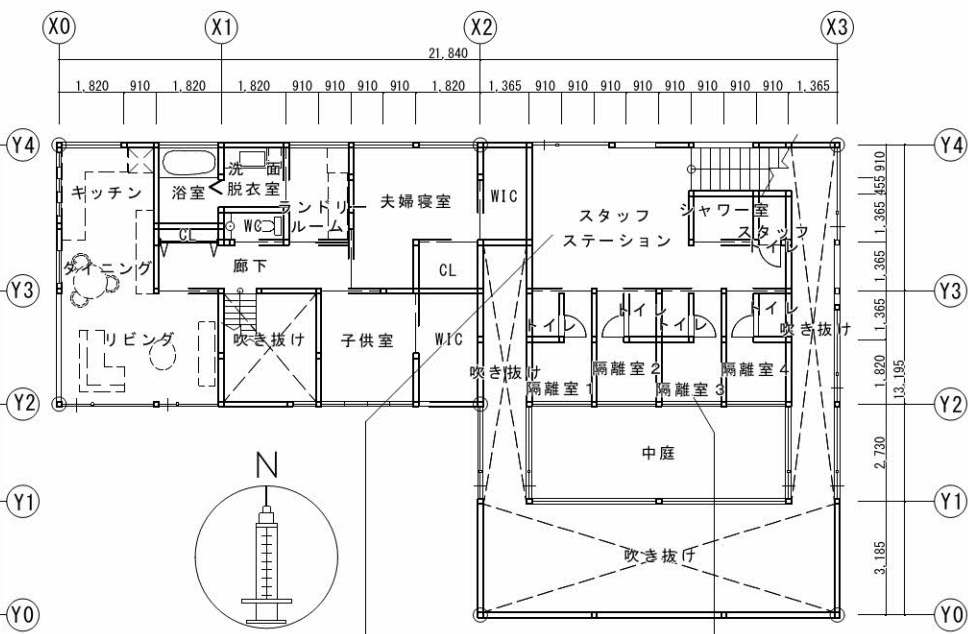 X0 X1 X2 X3
21,840
1,820 910 1,820 1,820 910 910 910 910 1,820 1,365 910 910 910 910 910 910 910 1,365
Y4 Y4
キッチン
浴室
洗面
脱衣室
ランドリー
ルーム
夫婦寝室
WIC
スタッフ
ステーション
シャワー室
スタッフ
トイレ
910
455
1,365
WC
CL
ダイニング
廊下
CL
1,365
Y3 Y3
リビング
吹き抜け
子供室
WIC
トイレ
トイレ
トイレ
トイレ
吹き抜け
1,365
吹き抜け
隔離室1
隔離室2
隔離室3
隔離室4
1,820
13,195
Y2 Y2
中庭
2,730
N
Y1 Y1
吹き抜け
3,185
Y0 Y0